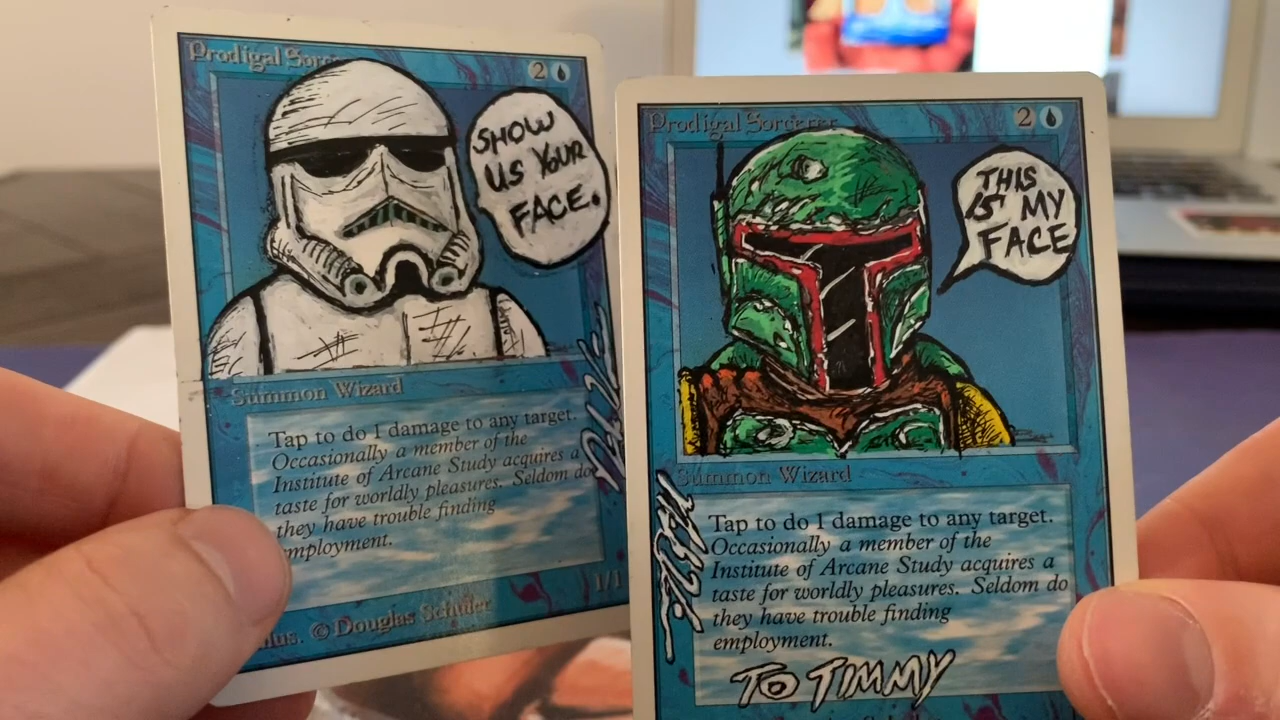 Prodigal Sorc
2
SHOW
US YOUR
FACE.
Summon Wizard
Tap to do 1 damage to any target.
Occasionally a member of the
Institute of Arcane Study acquires a
taste for worldly pleasures. Seldom do
they have trouble finding
employment.
1/1
Illus. © Douglas Schuler
Prodigal Sorcerer
2
THIS
IS MY
FACE
Summon Wizard
Tap to do 1 damage to any target.
Occasionally a member of the
Institute of Arcane Study acquires a
taste for worldly pleasures. Seldom do
they have trouble finding
employment.
TO TIMMY